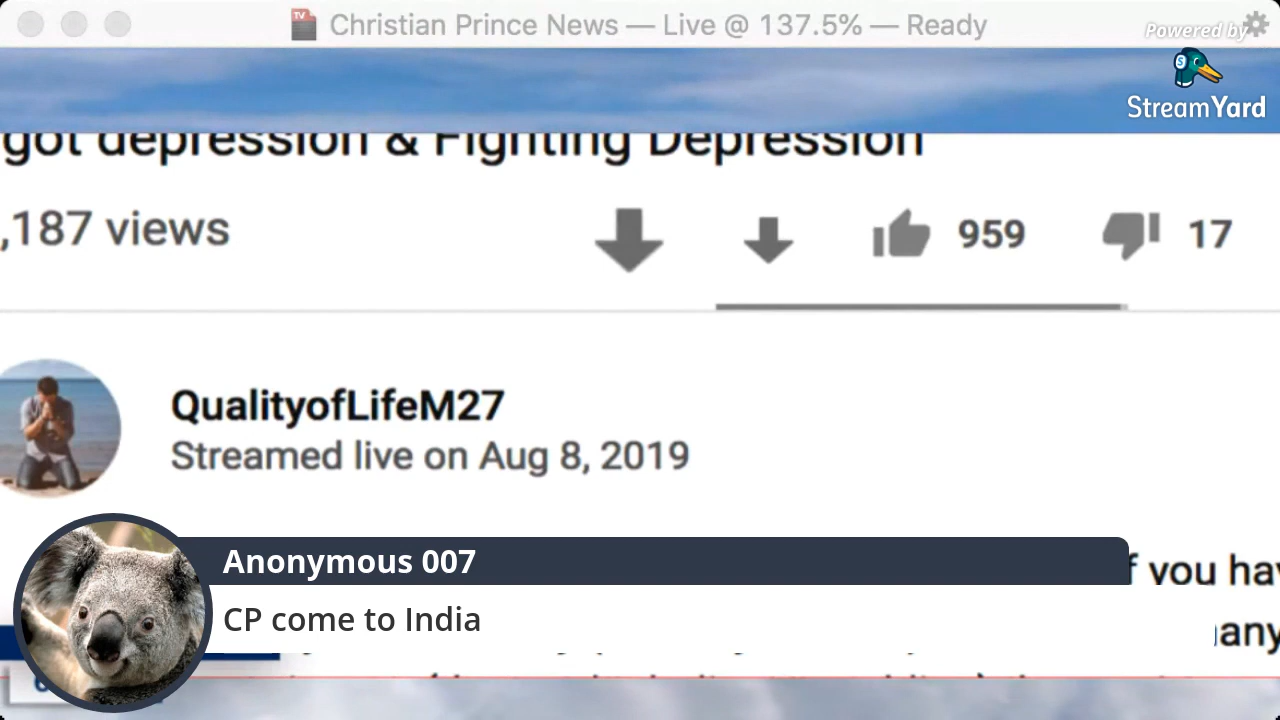 Christian Prince News — Live @ 137.5% — Ready
Powered by
StreamYard
got depression & Fighting Depression
,187 views
959
17
QualityofLifeM27
Streamed live on Aug 8, 2019
Anonymous 007
f you hav
CP come to India
any